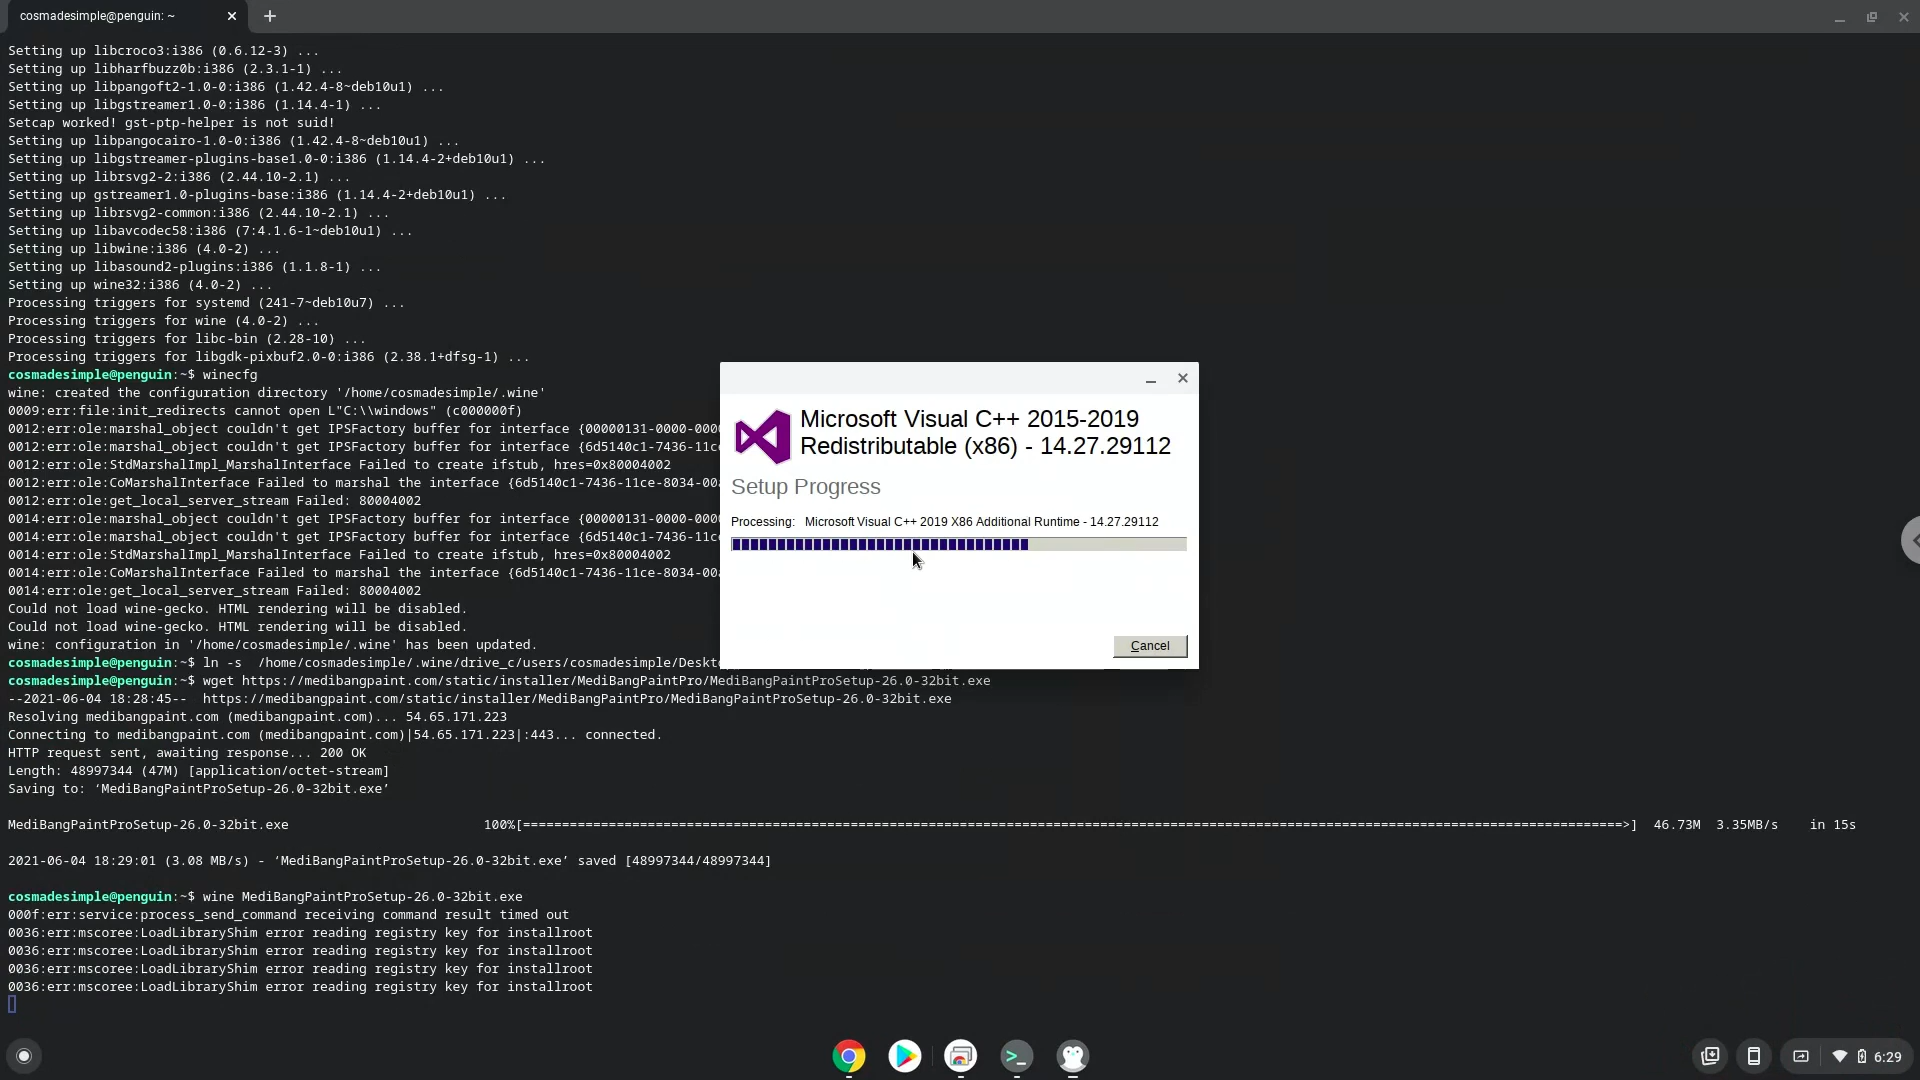 cosmadesimple@penguin: ~
Setting up libcroco3:i386 (0.6.12-3) ...
Setting up libharfbuzz0b:i386 (2.3.1-1) ...
Setting up libpangoft2-1.0-0:i386 (1.42.4-8~deb10u1) ...
Setting up libgstreamer1.0-0:i386 (1.14.4-1) ...
Setcap worked! gst-ptp-helper is not suid!
Setting up libpangocairo-1.0-0:i386 (1.42.4-8~deb10u1) ...
Setting up libgstreamer-plugins-base1.0-0:i386 (1.14.4-2+deb10u1) ...
Setting up librsvg2-2:i386 (2.44.10-2.1) ...
Setting up gstreamer1.0-plugins-base:i386 (1.14.4-2+deb10u1) ...
Setting up librsvg2-common:i386 (2.44.10-2.1) ...
Setting up libavcodec58:i386 (7:4.1.6-1~deb10u1) ...
Setting up libwine:i386 (4.0-2) ...
Setting up libasound2-plugins:i386 (1.1.8-1) ...
Setting up wine32:i386 (4.0-2) ...
Processing triggers for systemd (241-7~deb10u7) ...
Processing triggers for wine (4.0-2) ...
Processing triggers for libc-bin (2.28-10) ...
Processing triggers for libgdk-pixbuf2.0-0:i386 (2.38.1+dfsg-1) ...
cosmadesimple@penguin:~$ winecfg
wine: created the configuration directory '/home/cosmadesimple/.wine'
0009:err:file:init_redirects cannot open L"C:\\windows" (c000000f)
0012:err:ole:marshal_object couldn't get IPSFactory buffer for interface {00000131-0000-000
0012:err:ole:marshal_object couldn't get IPSFactory buffer for interface {6d5140c1-7436-11c
0012:err:ole:StdMarshalImpl_MarshalInterface Failed to create ifstub, hres=0x80004002
0012:err:ole:CoMarshalInterface Failed to marshal the interface {6d5140c1-7436-11ce-8034-00
0012:err:ole:get_local_server_stream Failed: 80004002
0014:err:ole:marshal_object couldn't get IPSFactory buffer for interface {00000131-0000-000
0014:err:ole:marshal_object couldn't get IPSFactory buffer for interface {6d5140c1-7436-11c
0014:err:ole:StdMarshalImpl_MarshalInterface Failed to create ifstub, hres=0x80004002
0014:err:ole:CoMarshalInterface Failed to marshal the interface {6d5140c1-7436-11ce-8034-00
0014:err:ole:get_local_server_stream Failed: 80004002
Could not load wine-gecko. HTML rendering will be disabled.
Could not load wine-gecko. HTML rendering will be disabled.
wine: configuration in '/home/cosmadesimple/.wine' has been updated.
cosmadesimple@penguin:~$ ln -s  /home/cosmadesimple/.wine/drive_c/users/cosmadesimple/Deskt
cosmadesimple@penguin:~$ wget https://medibangpaint.com/static/installer/MediBangPaintPro/MediBangPaintProSetup-26.0-32bit.exe
--2021-06-04 18:28:45--  https://medibangpaint.com/static/installer/MediBangPaintPro/MediBangPaintProSetup-26.0-32bit.exe
Resolving medibangpaint.com (medibangpaint.com)... 54.65.171.223
Connecting to medibangpaint.com (medibangpaint.com)|54.65.171.223|:443... connected.
HTTP request sent, awaiting response... 200 OK
Length: 48997344 (47M) [application/octet-stream]
Saving to: ‘MediBangPaintProSetup-26.0-32bit.exe’
MediBangPaintProSetup-26.0-32bit.exe 100%[=====================================================================================================================================>] 46.73M 3.35MB/s in 15s
2021-06-04 18:29:01 (3.08 MB/s) - ‘MediBangPaintProSetup-26.0-32bit.exe’ saved [48997344/48997344]
cosmadesimple@penguin:~$ wine MediBangPaintProSetup-26.0-32bit.exe
000f:err:service:process_send_command receiving command result timed out
0036:err:mscoree:LoadLibraryShim error reading registry key for installroot
0036:err:mscoree:LoadLibraryShim error reading registry key for installroot
0036:err:mscoree:LoadLibraryShim error reading registry key for installroot
0036:err:mscoree:LoadLibraryShim error reading registry key for installroot
Microsoft Visual C++ 2015-2019
Redistributable (x86) - 14.27.29112
Setup Progress
Processing: Microsoft Visual C++ 2019 X86 Additional Runtime - 14.27.29112
Cancel
6:29